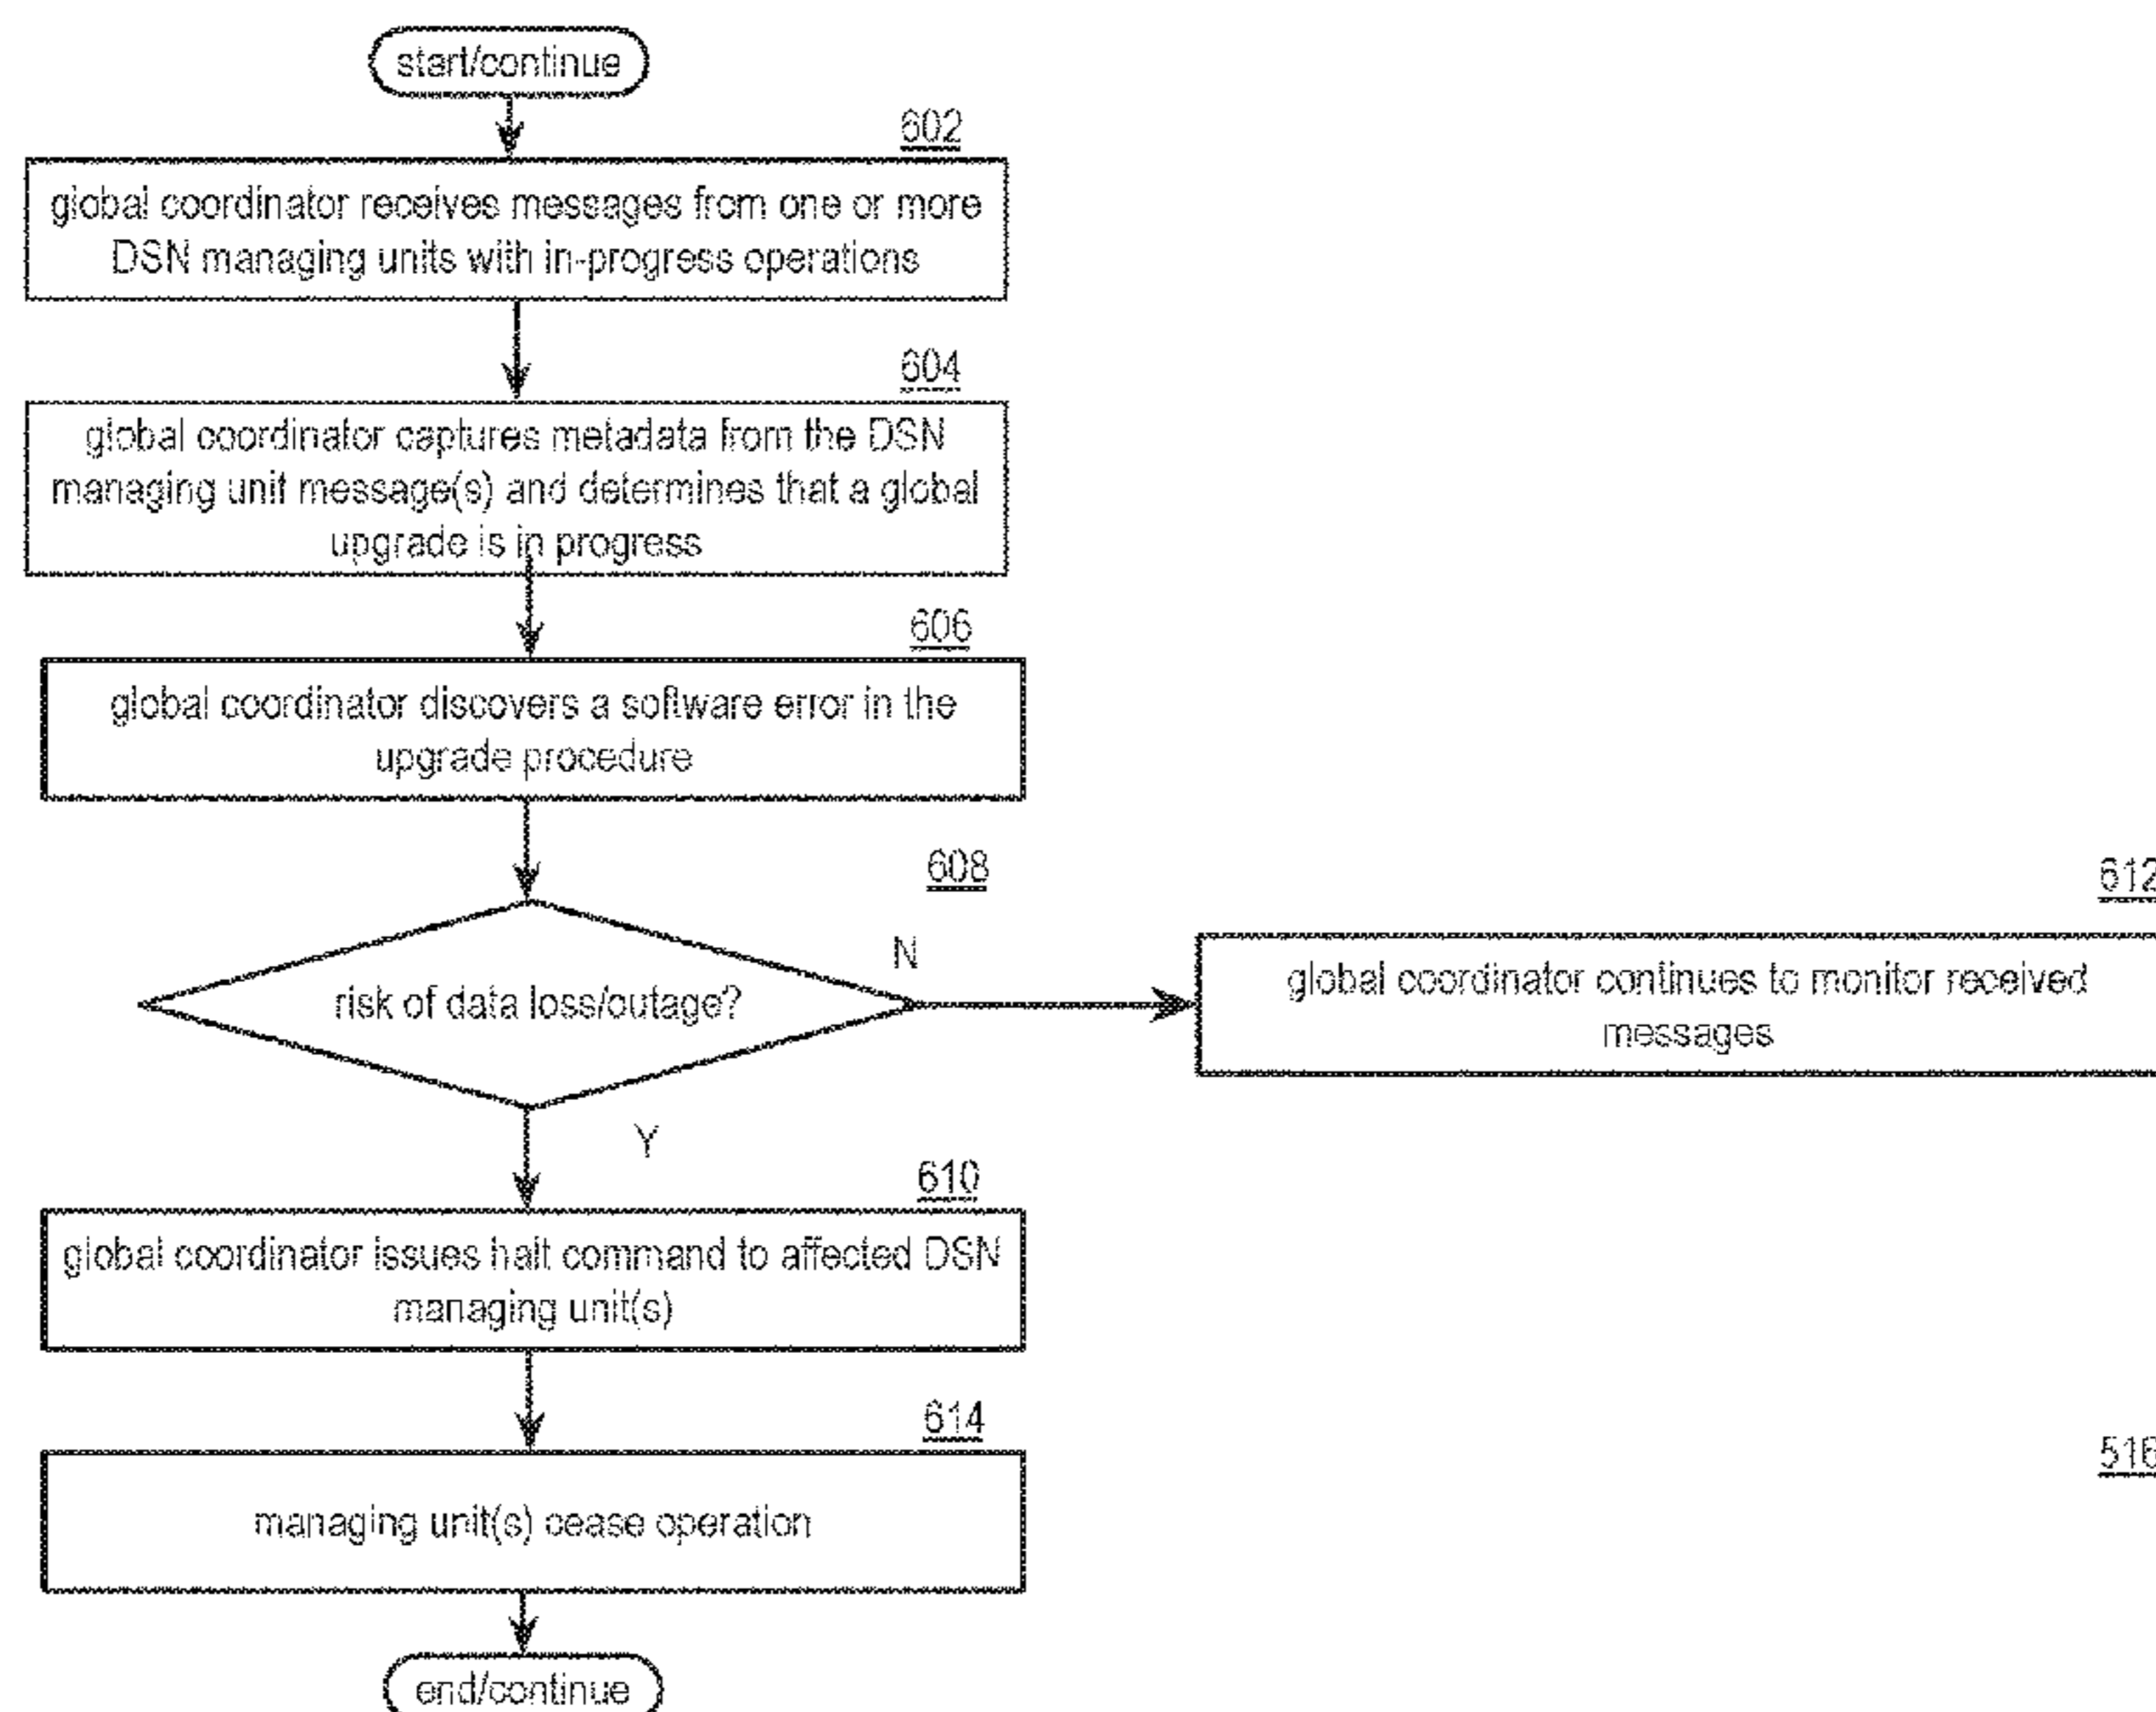 start/continue
602
global coordinator receives messages from one or more
DSN managing units with in-progress operations
604
global coordinator captures metadata from the DSN
managing unit message(s) and determines that a global
upgrade is in progress
606
global coordinator discovers a software error in the
upgrade procedure
608
risk of data loss/outage?
N
612
global coordinator continues to monitor received
messages
Y
610
global coordinator issues halt command to affected DSN
managing unit(s)
614
516
managing unit(s) cease operation
end/continue